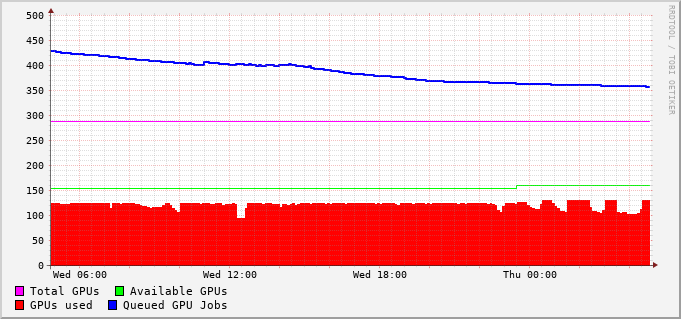 500
450
400
350
300
250
200
150
100
50
0
Wed 06:00 Wed 12:00 Wed 18:00 Thu 00:00
Total GPUs Available GPUs
GPUs used Queued GPU Jobs
RRDTOOL / TOBI OETIKER